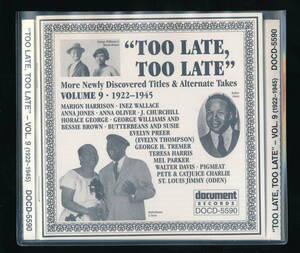 "TOO LATE,
TOO LATE"
More Newly Discovered Titles & Alternate Takes
VOLUME 9 · 1922-1945
MARION HARRISON · INEZ WALLACE
ANNA JONES · ANNA OLIVER · J. CHURCHILL
HORACE GEORGE · GEORGE WILLIAMS AND
BESSIE BROWN · BUTTERBEANS AND SUSIE
EVELYN PREER
(EVELYN THOMPSON)
GEORGE H. TREMER
TERESA HARRIS
MEL PARKER
WALTER DAVIS · PIGMEAT
PETE & CATJUICE CHARLIE
ST. LOUIS JIMMY (ODEN)
document
RECORDS
DOCD-5590
"TOO LATE, TOO LATE" – VOL. 9 (1922-1945)
DOCD-5590
"TOO LATE, TOO LATE" – VOL. 9 (1922-1945)
DOCD-5590